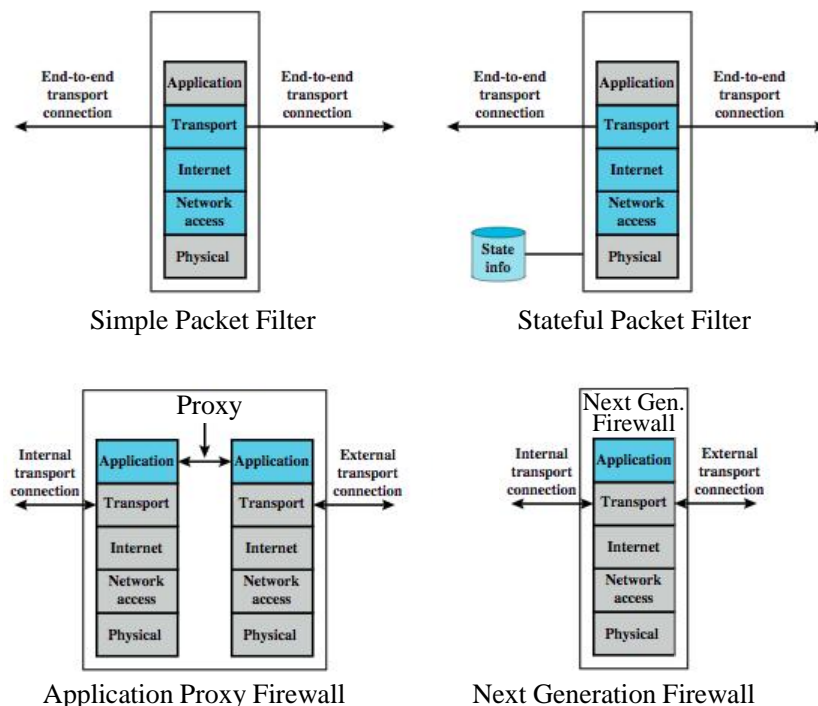 End-to-end
transport
connection
Application
Transport
Internet
Network
access
Physical
End-to-end
transport
connection
Simple Packet Filter
End-to-end
transport
connection
State
info
Application
Transport
Internet
Network
access
Physical
End-to-end
transport
connection
Stateful Packet Filter
Proxy
Internal
transport
connection
Application
Transport
Internet
Network
access
Physical
Application
Transport
Internet
Network
access
Physical
External
transport
connection
Application Proxy Firewall
Next Gen.
Firewall
Internal
transport
connection
Application
Transport
Internet
Network
access
Physical
External
transport
connection
Next Generation Firewall